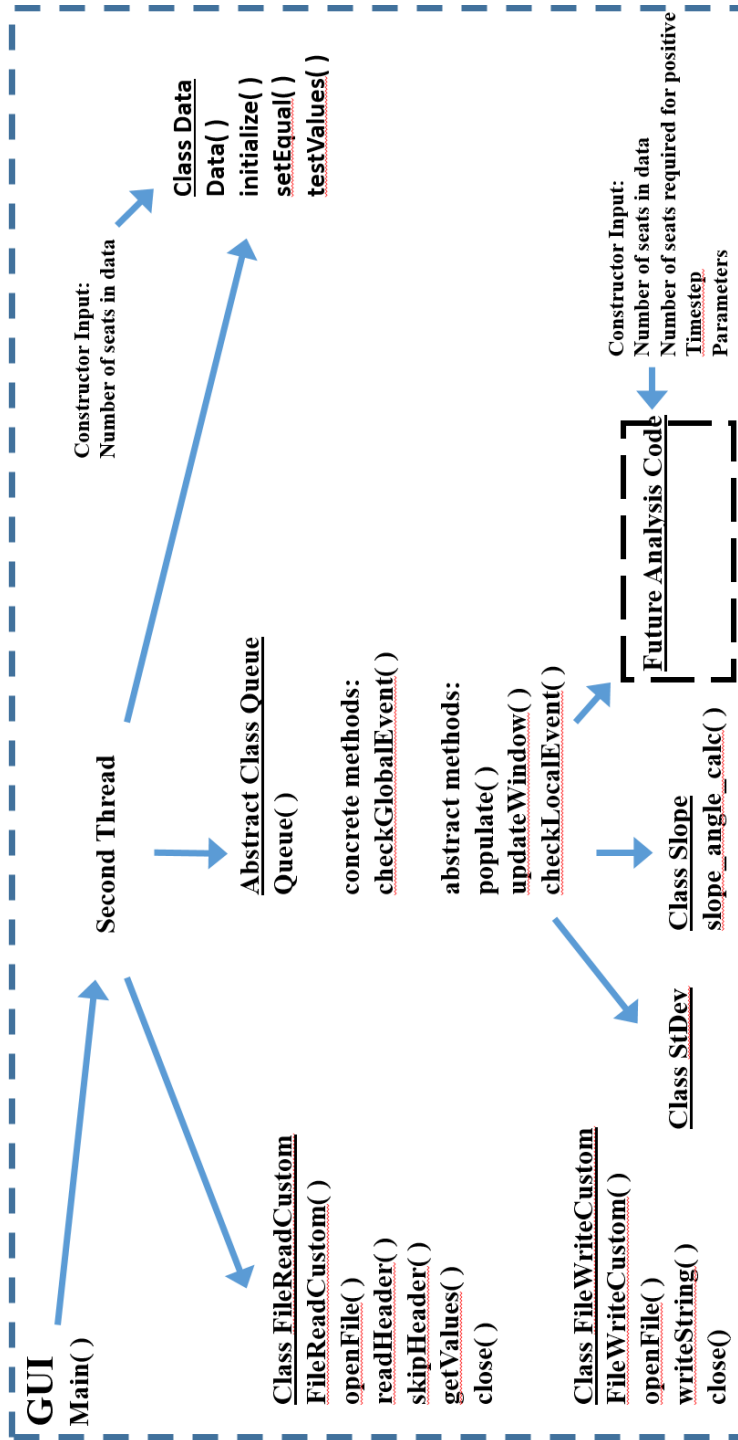 GUI
Main( )
Second Thread
Constructor Input:
Number of seats in data
Class Data
Data( )
initialize( )
setEqual( )
testValues( )
Class FileReadCustom
FileReadCustom( )
openFile( )
readHeader( )
skipHeader( )
getValues( )
close( )
Abstract Class Queue
Queue( )
concrete methods:
checkGlobalEvent( )
abstract methods:
populate( )
updateWindow( )
checkLocalEvent( )
Class FileWriteCustom
FileWriteCustom( )
openFile( )
writeString( )
close()
Class StDev
Class Slope
slope_angle_calc( )
Future Analysis Code
Constructor Input:
Number of seats in data
Number of seats required for positive
Timestep
Parameters